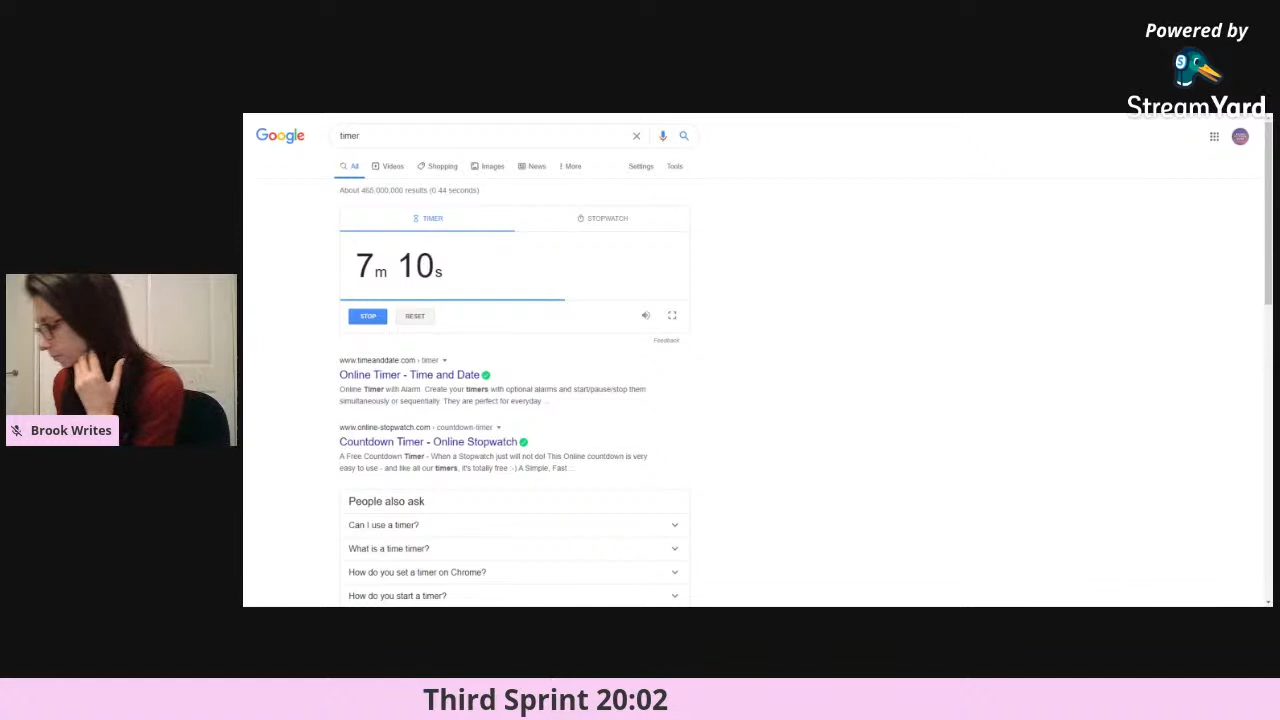 Powered by
StreamYard
Google
timer
All Videos Shopping Images News More Settings Tools
About 465,000,000 results (0.44 seconds)
TIMER STOPWATCH
7m 10s
STOP RESET
Feedback
www.timeanddate.com › timer
Online Timer - Time and Date
Online Timer with Alarm. Create your timers with optional alarms and start/pause/stop them
simultaneously or sequentially. They are perfect for everyday ...
www.online-stopwatch.com › countdown-timer
Countdown Timer - Online Stopwatch
A Free Countdown Timer - When a Stopwatch just will not do! This Online countdown is very
easy to use - and like all our timers, it's totally free :-) A Simple, Fast ...
People also ask
Can I use a timer?
What is a time timer?
How do you set a timer on Chrome?
How do you start a timer?
Brook Writes
Third Sprint 20:02